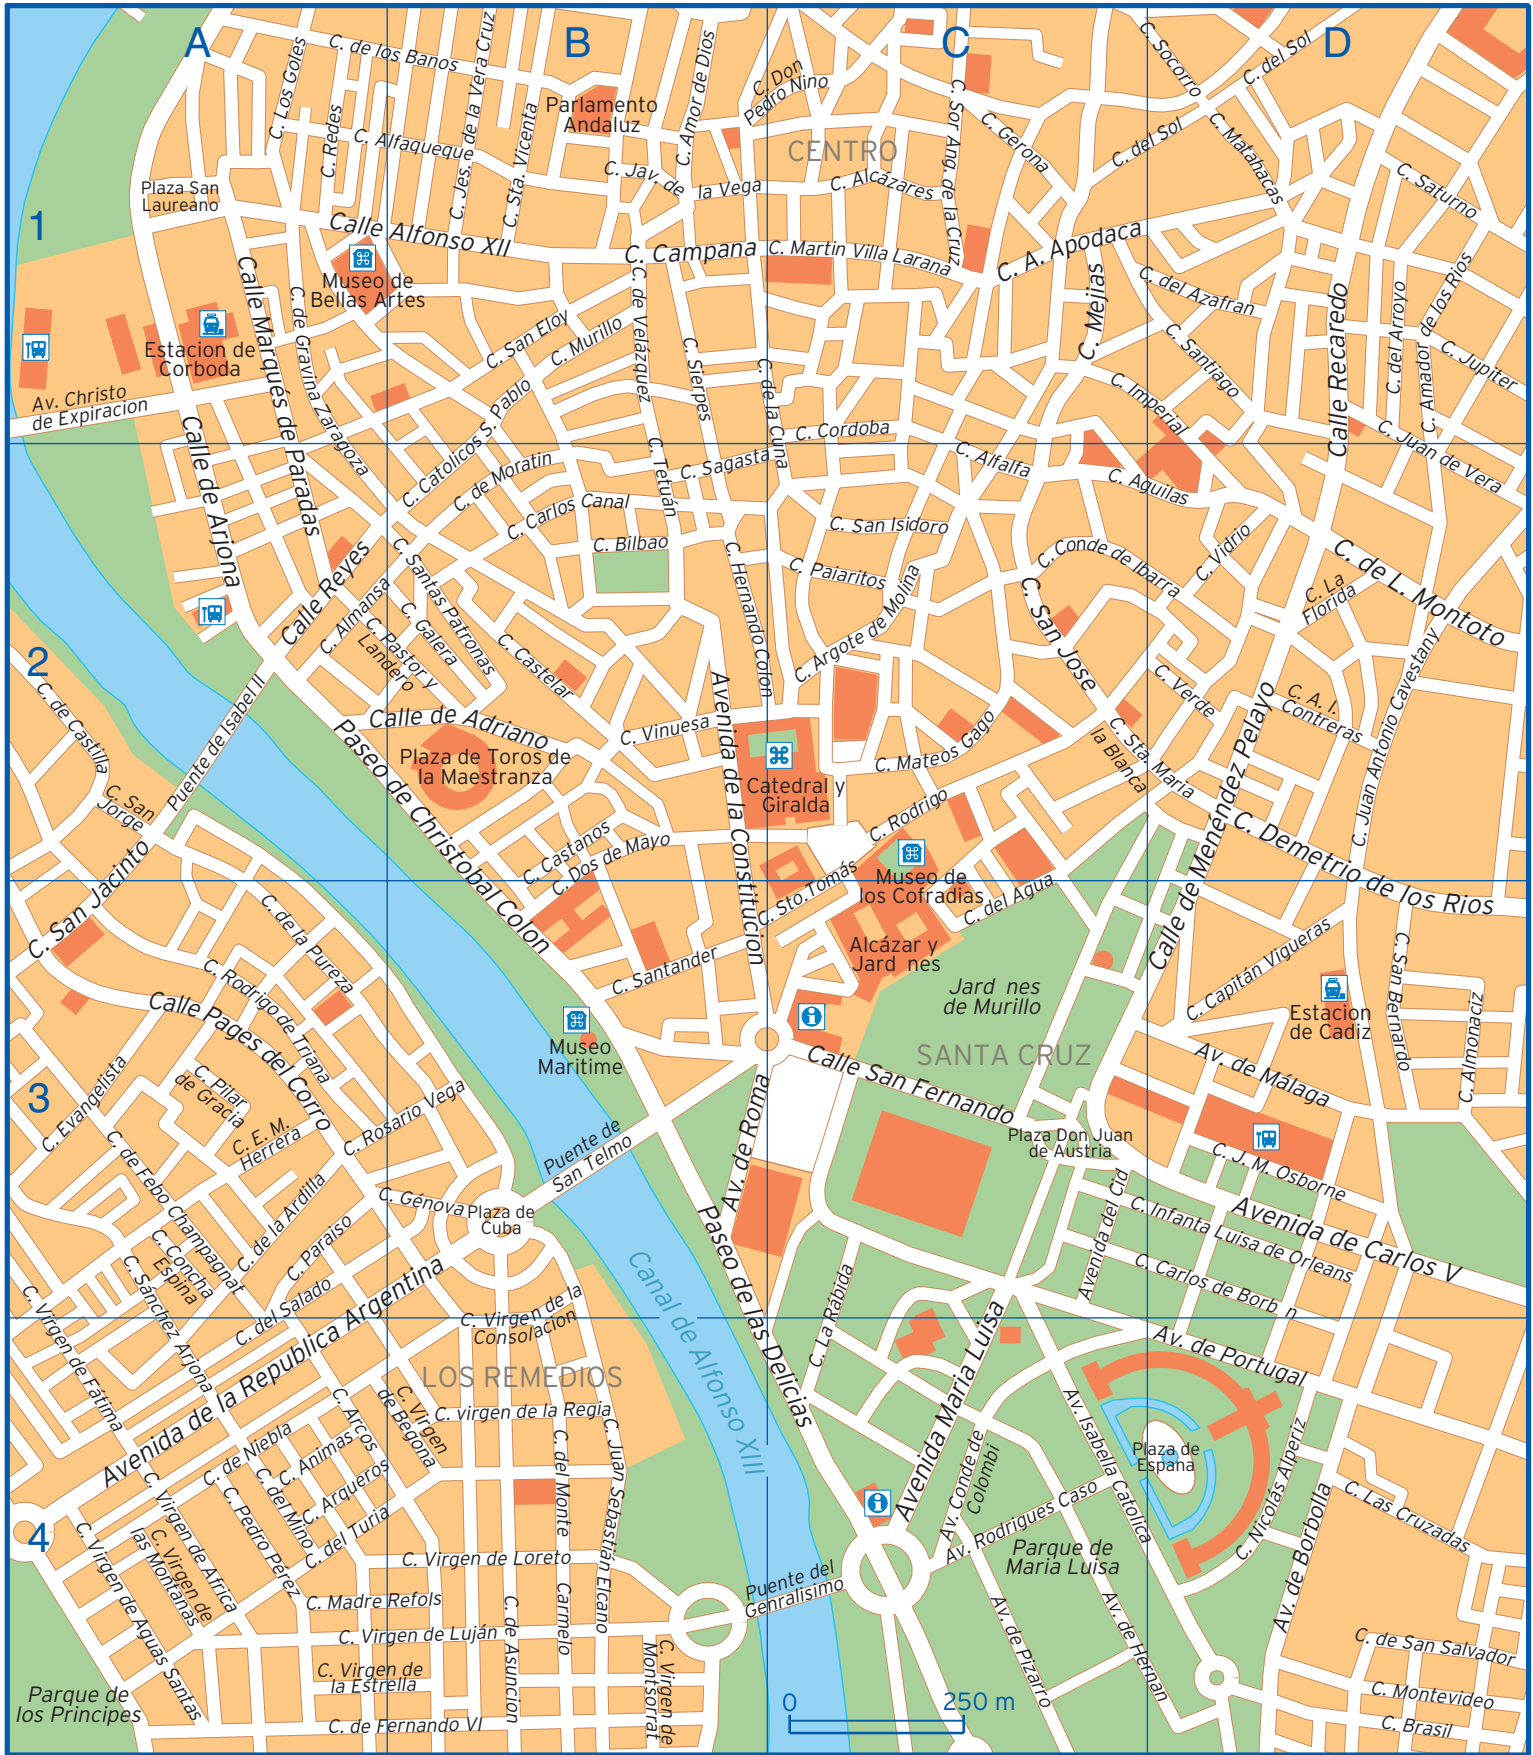 A
B
C
D
1
2
3
4
C. de los Banos
C. Los Goles
C. Redes
C. Alfaqueque
C. Jes. de la Vera Cruz
C. Sta. Vicenta
Parlamento
Andaluz
C. Amor de Dios
C. Don
Pedro Nino
CENTRO
C. Sor Ang. de la Cruz
C. Gerona
C. Socorro
C. del Sol
C. del Sol
C. Matahacas
C. Saturno
Plaza San
Laureano
C. Jav. de la Vega
C. Alcázares
Calle Alfonso XII
C. Campana
C. Martin Villa Larana
C. A. Apodaca
Museo de
Bellas Artes
Calle Marqués de Paradas
C. de Gravina Zaragoza
Estacion de
Corboda
Av. Christo
de Expiracion
C. San Eloy
C. Murillo
C. de Velázquez
C. Sierpes
C. de la Cuna
C. Mejias
C. del Azafran
C. Santiago
C. Imperial
Calle Recaredo
C. del Arroyo
C. Amador de los Rios
C. Jupiter
C. Juan de Vera
Calle de Arjona
C. Catolicos S. Pablo
C. de Moratin
C. Tetuán
C. Sagasta
C. Cordoba
C. Alfalfa
C. Aguilas
C. Carlos Canal
C. Bilbao
C. San Isidoro
C. Paiaritos
C. Hernando Colon
C. Argote de Molina
C. Conde de Ibarra
C. San Jose
C. Vidrio
C. La
Florida
C. de L. Montoto
Calle Reyes
C. Almansa
C. Santas Patronas
C. Galera
C. Pastor y
Landero
C. Castelar
C. de Castilla
Puente de Isabel II
C. San
Jorge
Calle de Adriano
Plaza de Toros de
la Maestranza
Paseo de Christobal Colon
C. Vinuesa
Avenida de la Constitucion
Catedral y
Giralda
C. Mateos Gago
C. Rodrigo
C. Verde
C. Sta. Maria
la Blanca
C. A. I.
Contreras
C. Juan Antonio Cavestany
Calle de Menéndez Pelayo
C. Demetrio de los Rios
C. San Jacinto
C. Castanos
C. Dos de Mayo
C. Sto.Tomás
Museo de
los Cofradias
C. del Agua
C. de la Pureza
C. Santander
Alcázar y
Jard nes
Jard nes
de Murillo
C. Capitán Vigueras
C. San Bernardo
Estacion
de Cadiz
C. Almonaciz
C. Rodrigo de Triana
Calle Pages del Corro
Museo
Maritime
Calle San Fernando
SANTA CRUZ
Av. de Málaga
C. Evangelista
C. Pilar
de Gracia
C. E. M.
Herrera
C. Rosario Vega
Puente de
San Telmo
Av. de Roma
Plaza Don Juan
de Austria
C. J. M. Osborne
C. de Febo Champagnat
C. de la Ardilla
C. Génova
Plaza de
Cuba
C. Paraiso
C. Concha
Espina
C. Sánchez Arjona
Paseo de las Delicias
Canal de Alfonso XIII
Avenida del Cid
C. Infanta Luisa de Orleans
Avenida de Carlos V
C. Carlos de Borb n
C. Virgen de Fátima
C. del Salado
Avenida de la Republica Argentina
C. Virgen de la
Consolacion
C. La Rábida
Avenida Maria Luisa
Av. de Portugal
LOS REMEDIOS
C. Arcos
C. Virgen
de Begona
C. virgen de la Regia
C. Juan Sebastián Elcano
C. de Niebla
C. Animas
C. Arqueros
C. del Mino
C. Pedro Pérez
C. del Turia
C. Virgen de Africa
C. Virgen de
las Montanas
C. Virgen de Aguas Santas
C. del Monte
Carmelo
Av. Isabella Catolica
Plaza de
Espana
C. Nicolás Alperiz
Av. de Borbolla
C. Las Cruzadas
Av. Conde de
Colombi
Av. Rodrigues Caso
C. Virgen de Loreto
C. Madre Refols
C. Virgen de Luján
C. Virgen de
la Estrella
C. de Fernando VI
C. de Asuncion
C. Virgen de
Montsorrat
Puente del
Genralisimo
Parque de
Maria Luisa
Av. de Pizarro
Av. de Hernan
C. de San Salvador
C. Montevideo
C. Brasil
Parque de
los Principes
0 250 m